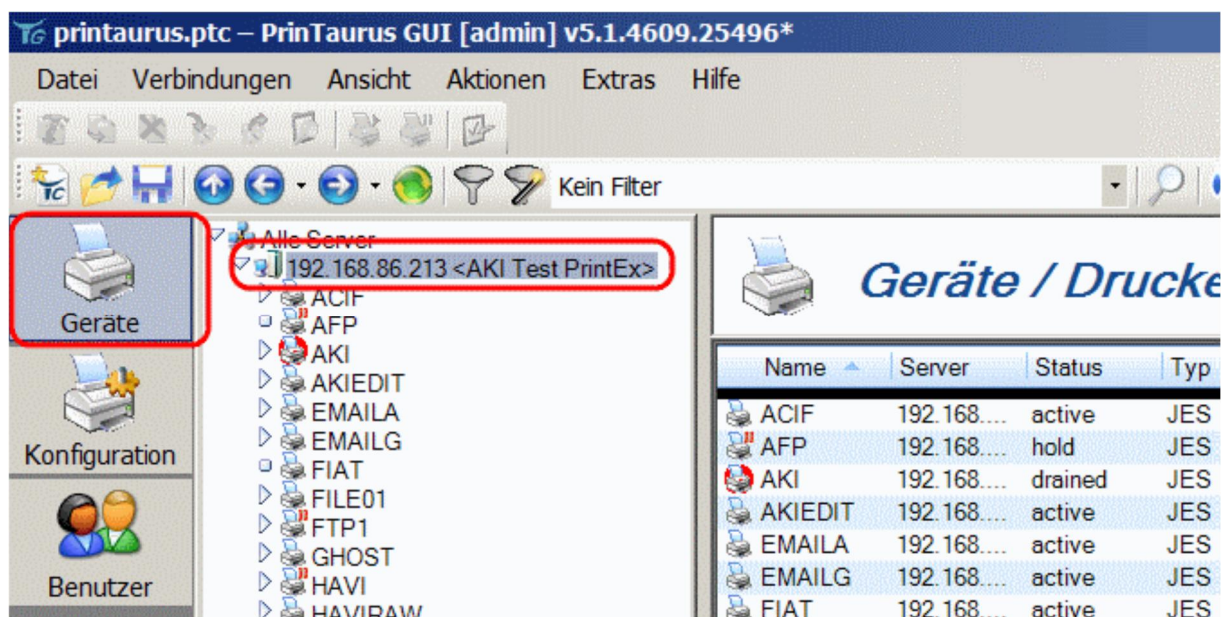 printaurus.ptc – PrinTaurus GUI [admin] v5.1.4609.25496*
Datei Verbindungen Ansicht Aktionen Extras Hilfe
Kein Filter
Geräte
Konfiguration
Benutzer
Alle Server
192.168.86.213 <AKI Test PrintEx>
ACIF
AFP
AKI
AKIEDIT
EMAILA
EMAILG
FIAT
FILE01
FTP1
GHOST
HAVI
HAVIRAW
Geräte / Drucke
Name Server Status Typ
ACIF 192.168.... active JES
AFP 192.168.... hold JES
AKI 192.168.... drained JES
AKIEDIT 192.168.... active JES
EMAILA 192.168.... active JES
EMAILG 192.168.... active JES
FIAT 192.168.... active JES